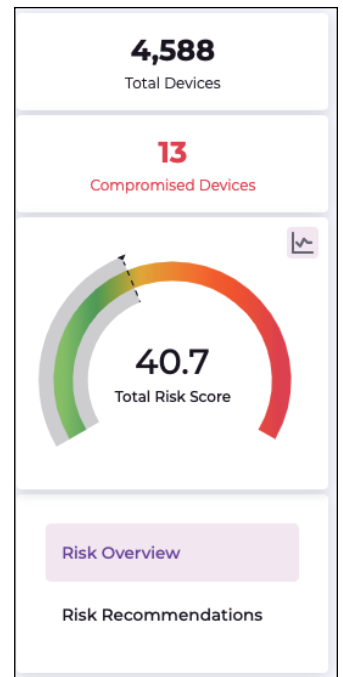 4,588
Total Devices
13
Compromised Devices
40.7
Total Risk Score
Risk Overview
Risk Recommendations